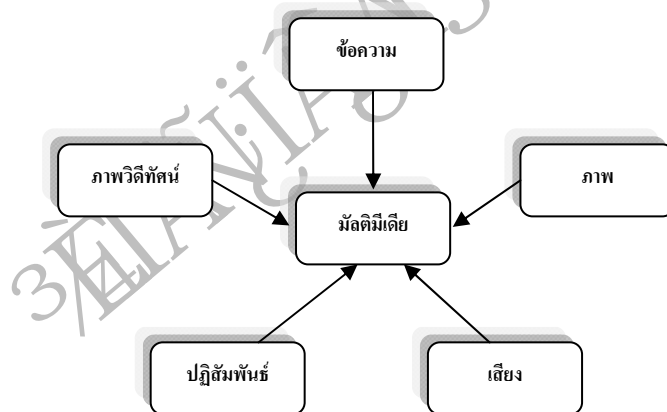 ข้อความ
ภาพวิดีทัศน์
ภาพ
มัลติมีเดีย
ปฏิสัมพันธ์
เสียง